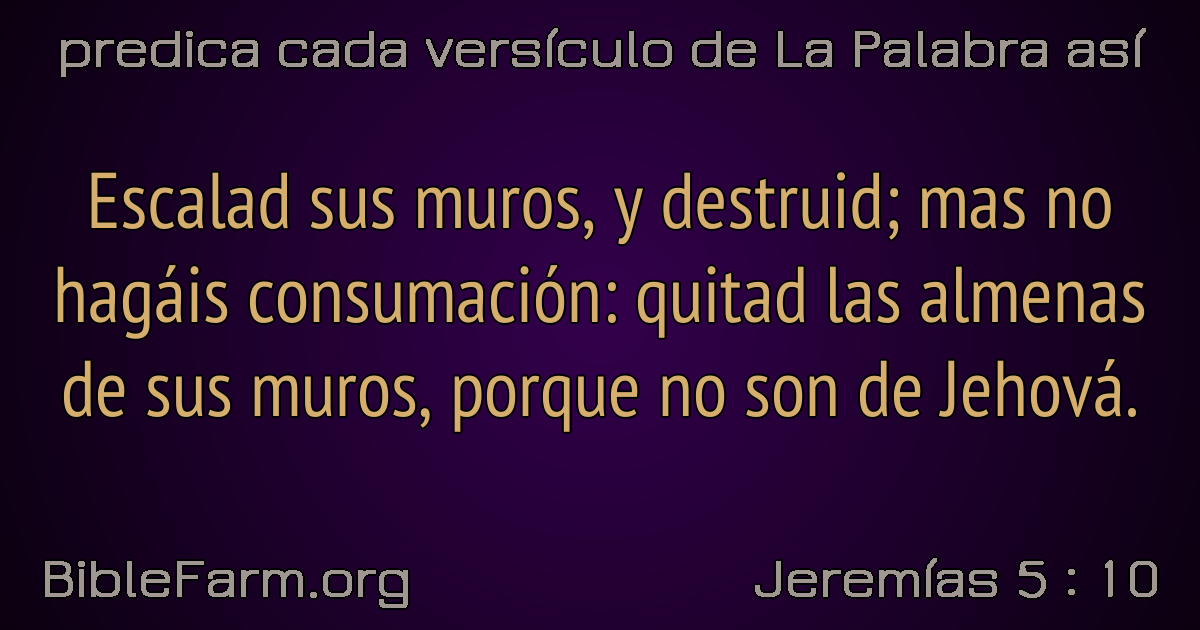 predica cada versículo de La Palabra así
Escalad sus muros, y destruid; mas no
hagáis consumación: quitad las almenas
de sus muros, porque no son de Jehová.
BibleFarm.org
Jeremías 5 : 10